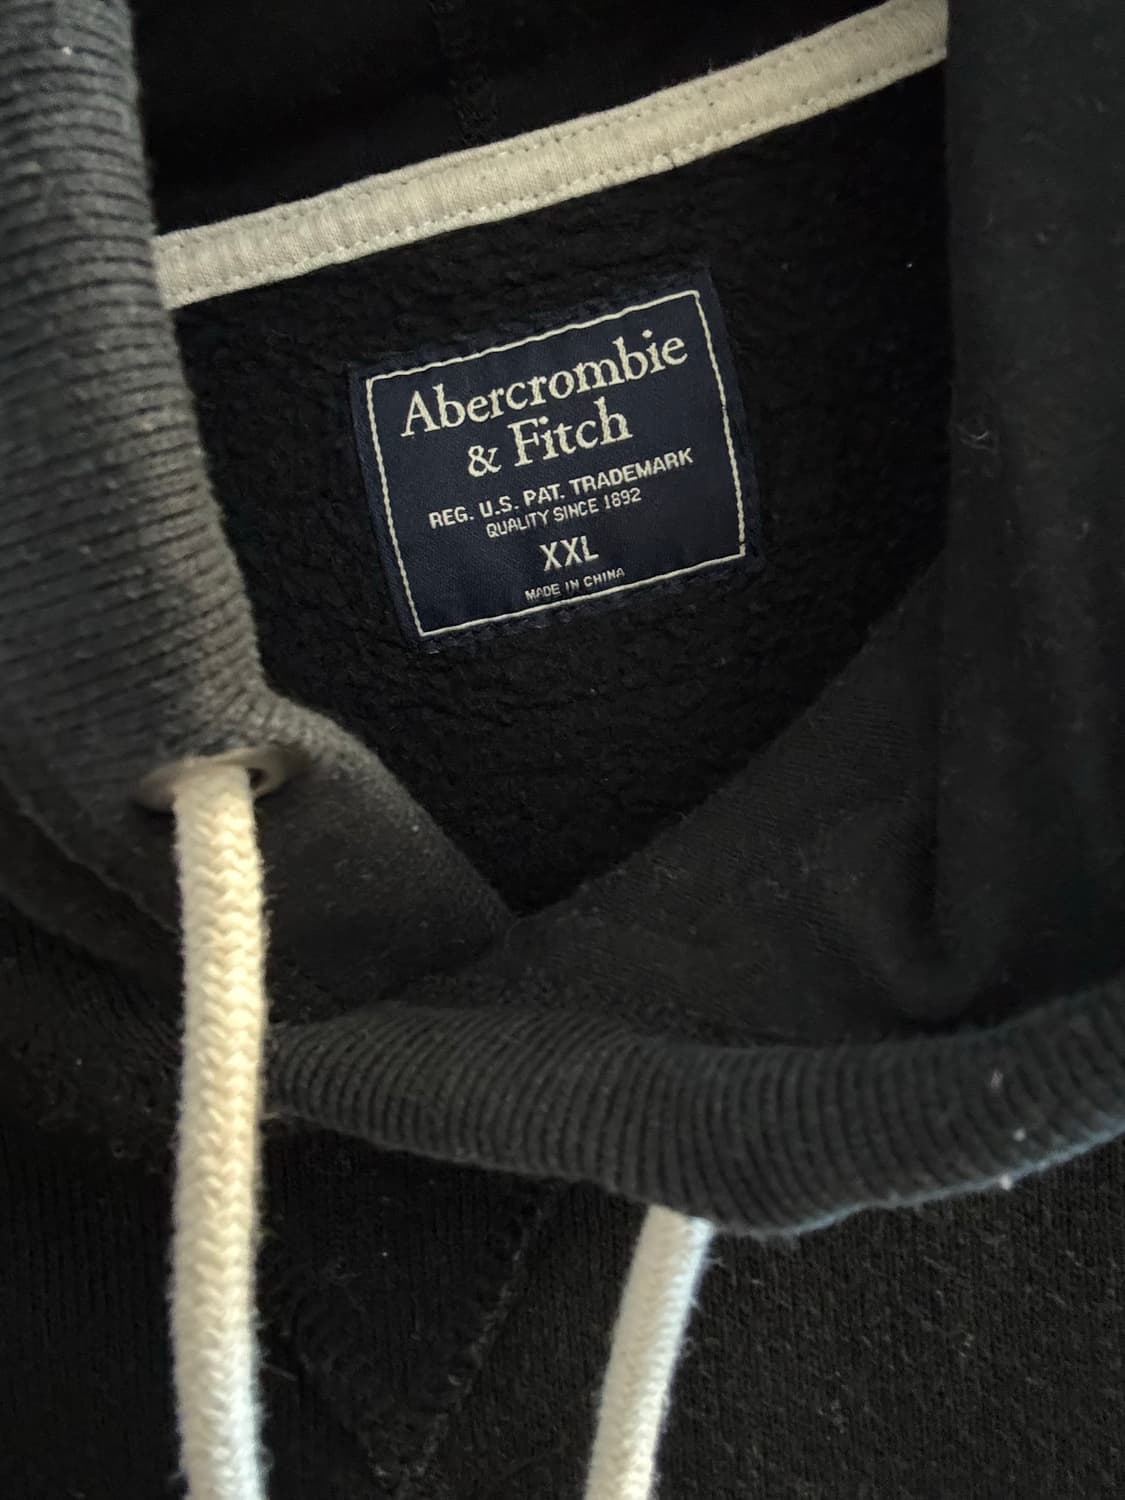 Abercrombie
& Fitch
REG. U.S. PAT. TRADEMARK
QUALITY SINCE 1892
XXL
MADE IN CHINA